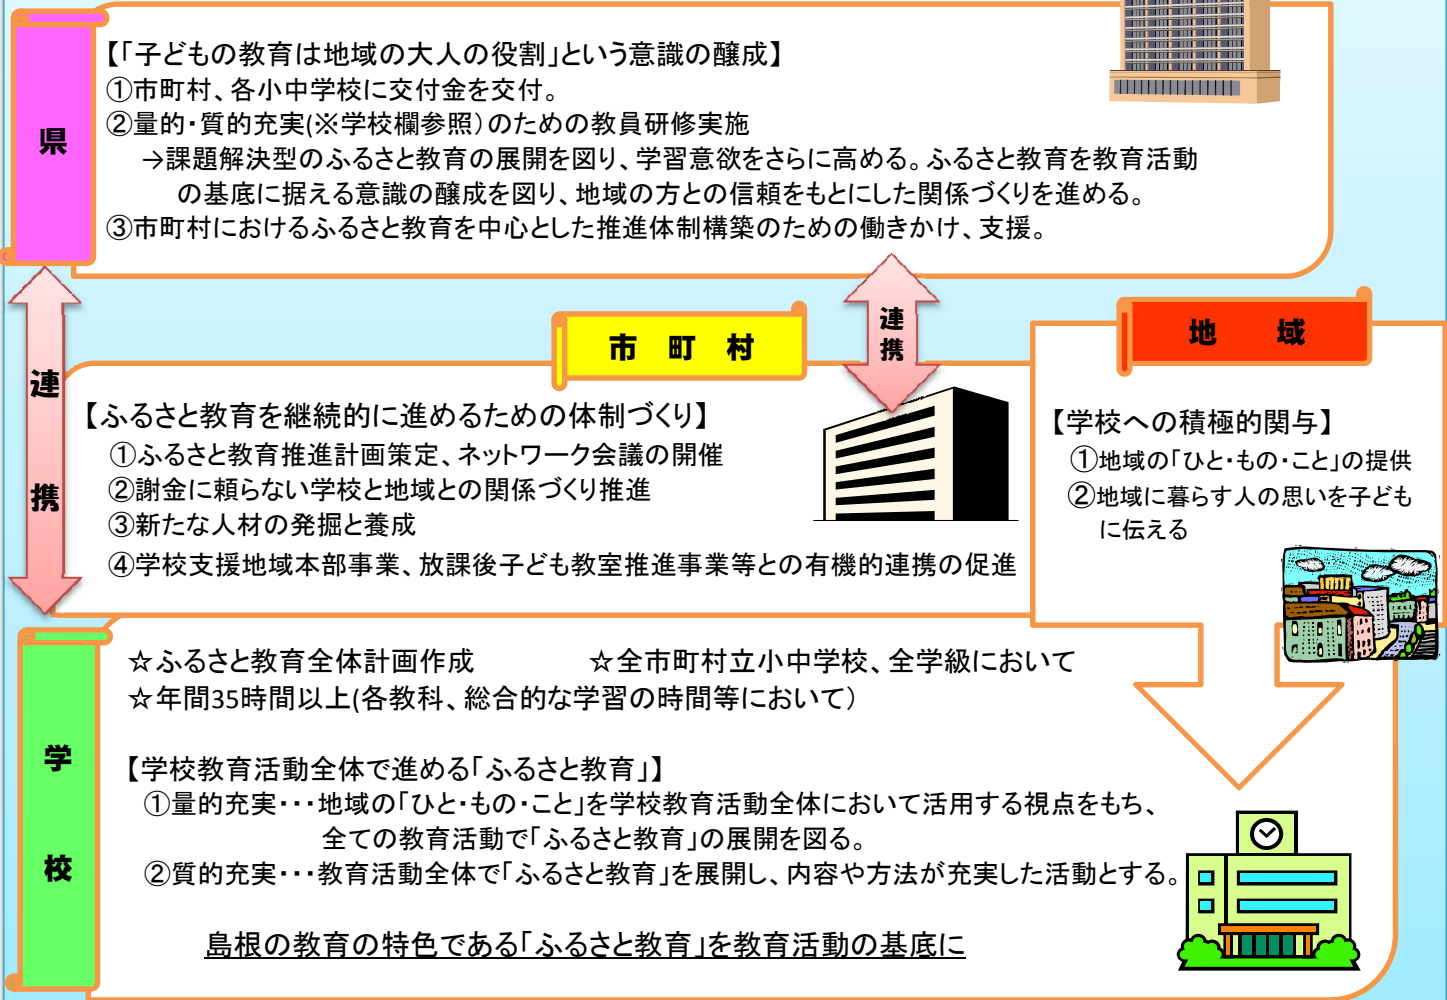 県
【「子どもの教育は地域の大人の役割」という意識の醸成】
①市町村、各小中学校に交付金を交付。
②量的・質的充実(※学校欄参照)のための教員研修実施
→課題解決型のふるさと教育の展開を図り、学習意欲をさらに高める。ふるさと教育を教育活動
の基底に据える意識の醸成を図り、地域の方との信頼をもとにした関係づくりを進める。
③市町村におけるふるさと教育を中心とした推進体制構築のための働きかけ、支援。
連携
連携
市町村
【ふるさと教育を継続的に進めるための体制づくり】
①ふるさと教育推進計画策定、ネットワーク会議の開催
②謝金に頼らない学校と地域との関係づくり推進
③新たな人材の発掘と養成
④学校支援地域本部事業、放課後子ども教室推進事業等との有機的連携の促進
地域
【学校への積極的関与】
①地域の「ひと・もの・こと」の提供
②地域に暮らす人の思いを子ども
に伝える
学校
☆ふるさと教育全体計画作成 ☆全市町村立小中学校、全学級において
☆年間35時間以上(各教科、総合的な学習の時間等において)
【学校教育活動全体で進める「ふるさと教育」】
①量的充実・・・地域の「ひと・もの・こと」を学校教育活動全体において活用する視点をもち、
全ての教育活動で「ふるさと教育」の展開を図る。
②質的充実・・・教育活動全体で「ふるさと教育」を展開し、内容や方法が充実した活動とする。
島根の教育の特色である「ふるさと教育」を教育活動の基底に